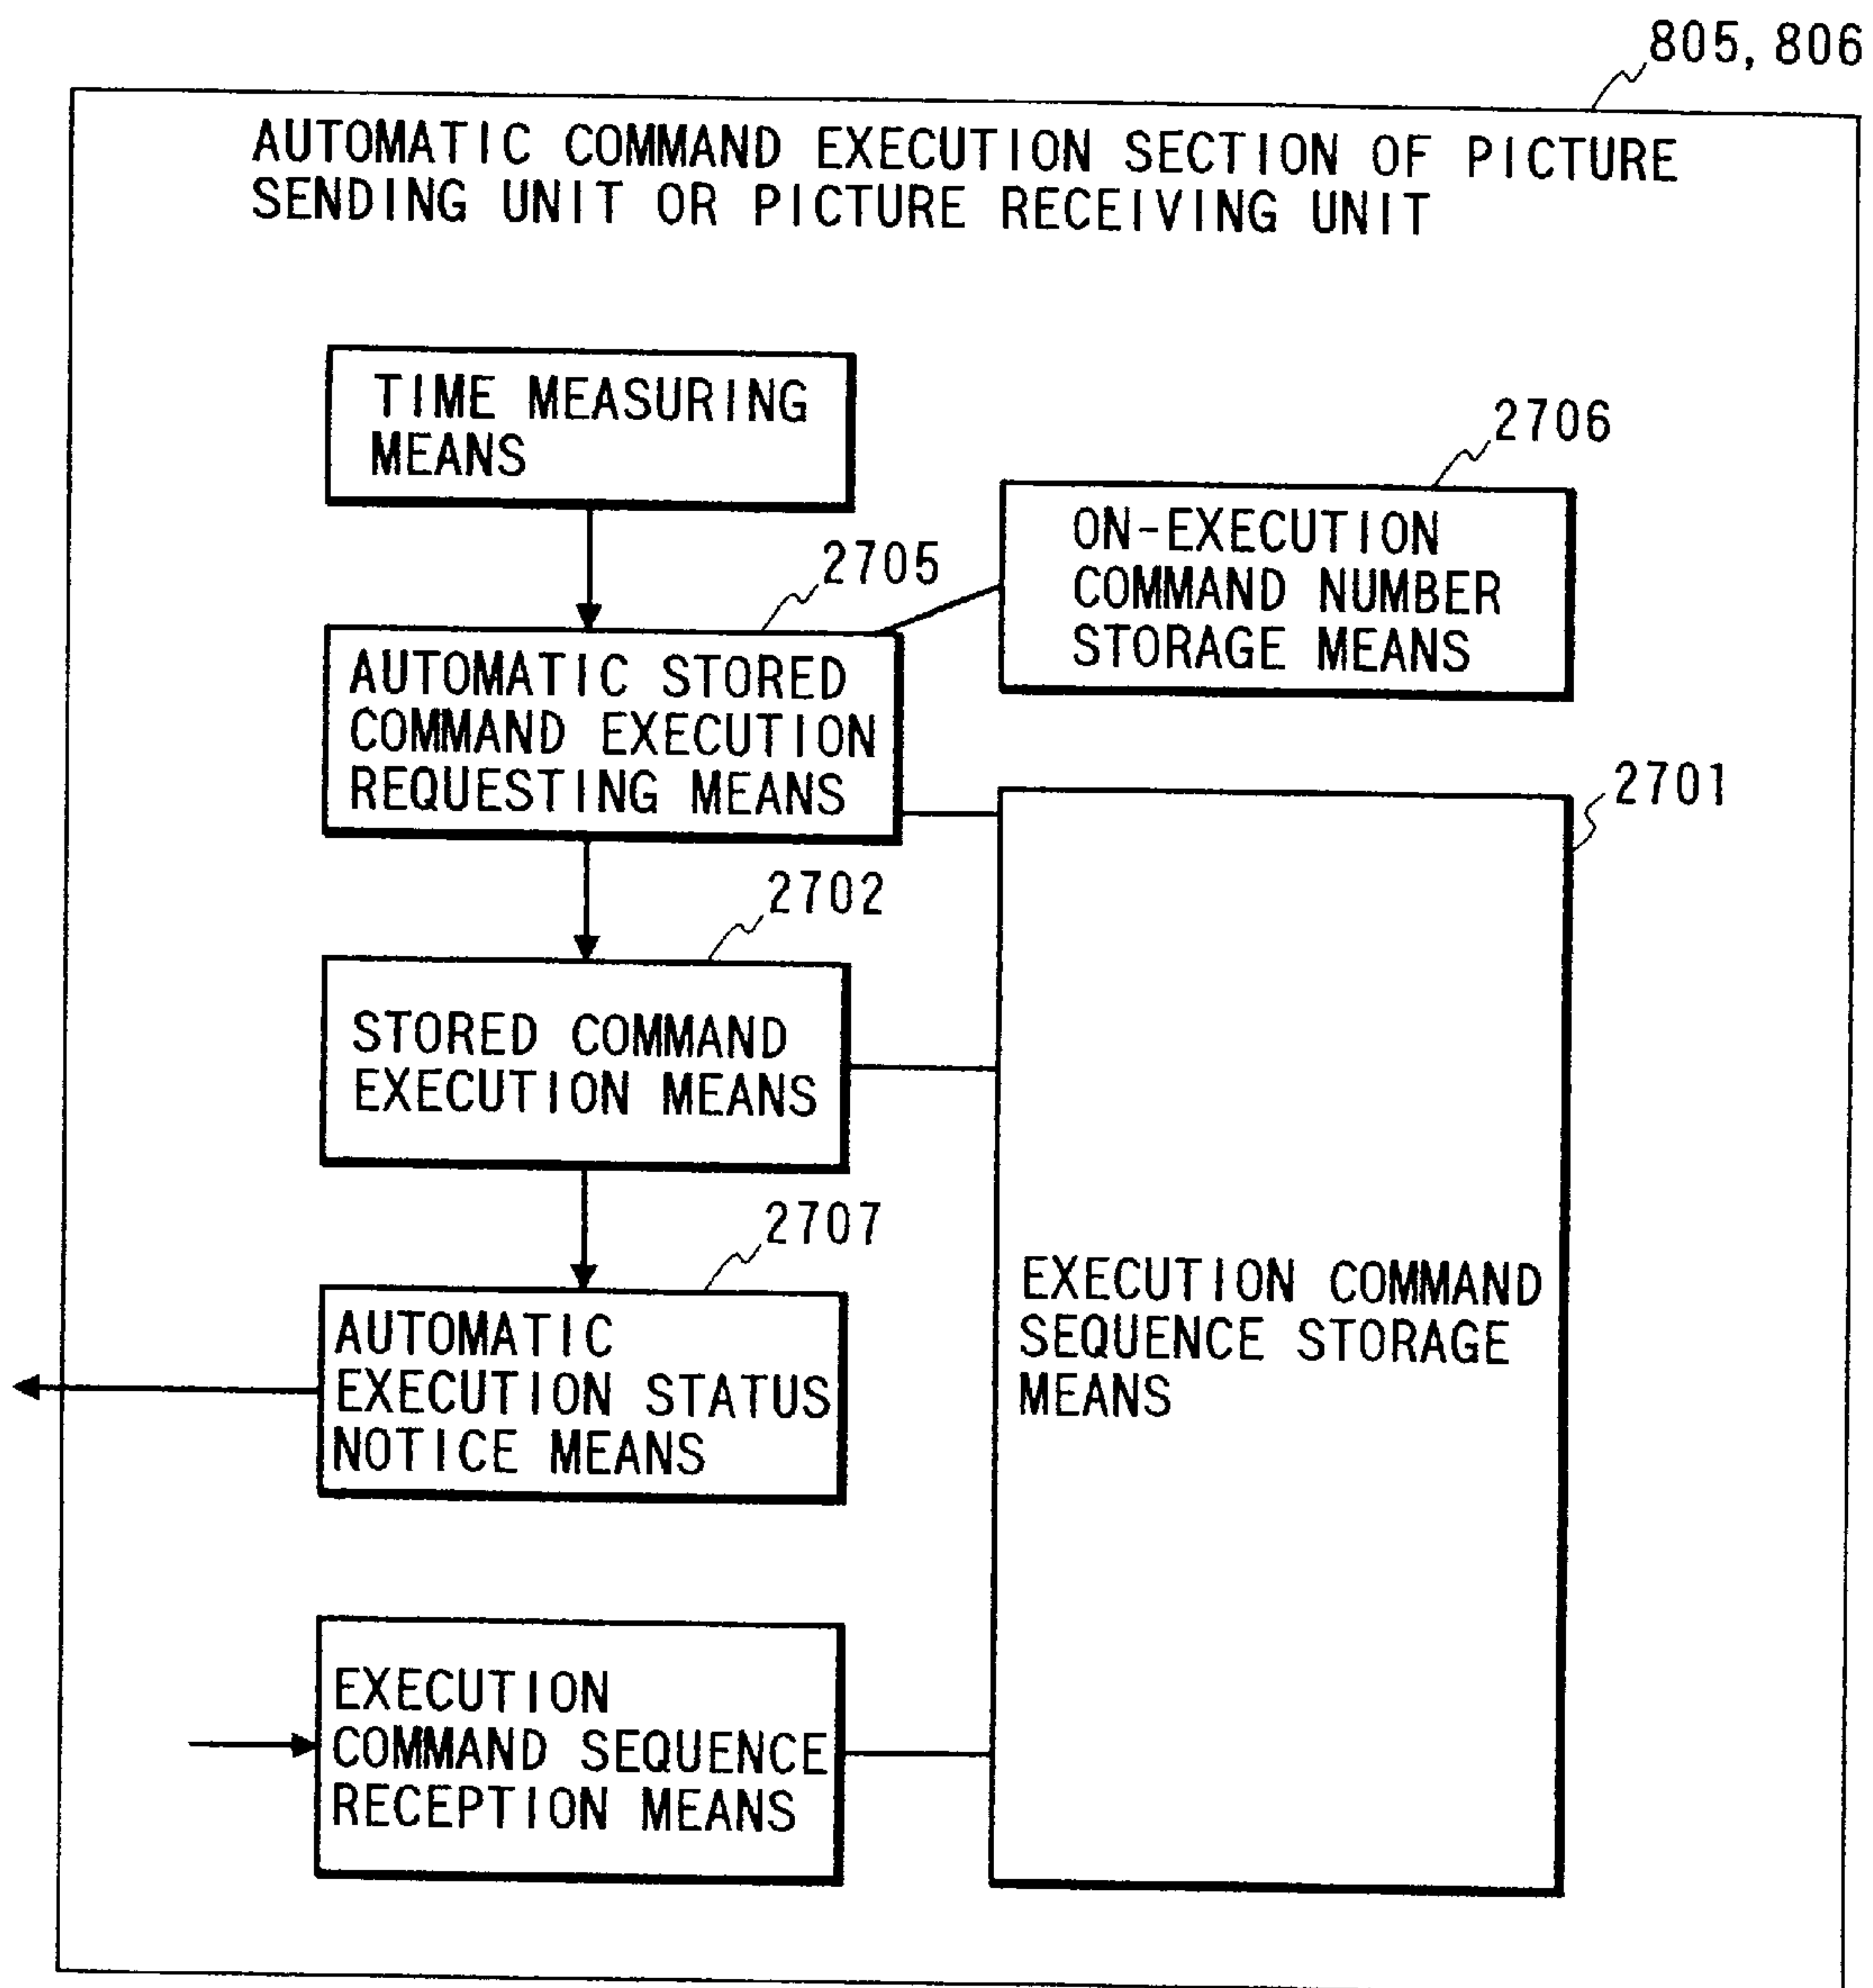 805, 806
AUTOMATIC COMMAND EXECUTION SECTION OF PICTURE
SENDING UNIT OR PICTURE RECEIVING UNIT
TIME MEASURING
MEANS
2706
ON-EXECUTION
COMMAND NUMBER
STORAGE MEANS
2705
AUTOMATIC STORED
COMMAND EXECUTION
REQUESTING MEANS
2701
EXECUTION COMMAND
SEQUENCE STORAGE
MEANS
2702
STORED COMMAND
EXECUTION MEANS
2707
AUTOMATIC
EXECUTION STATUS
NOTICE MEANS
EXECUTION
COMMAND SEQUENCE
RECEPTION MEANS